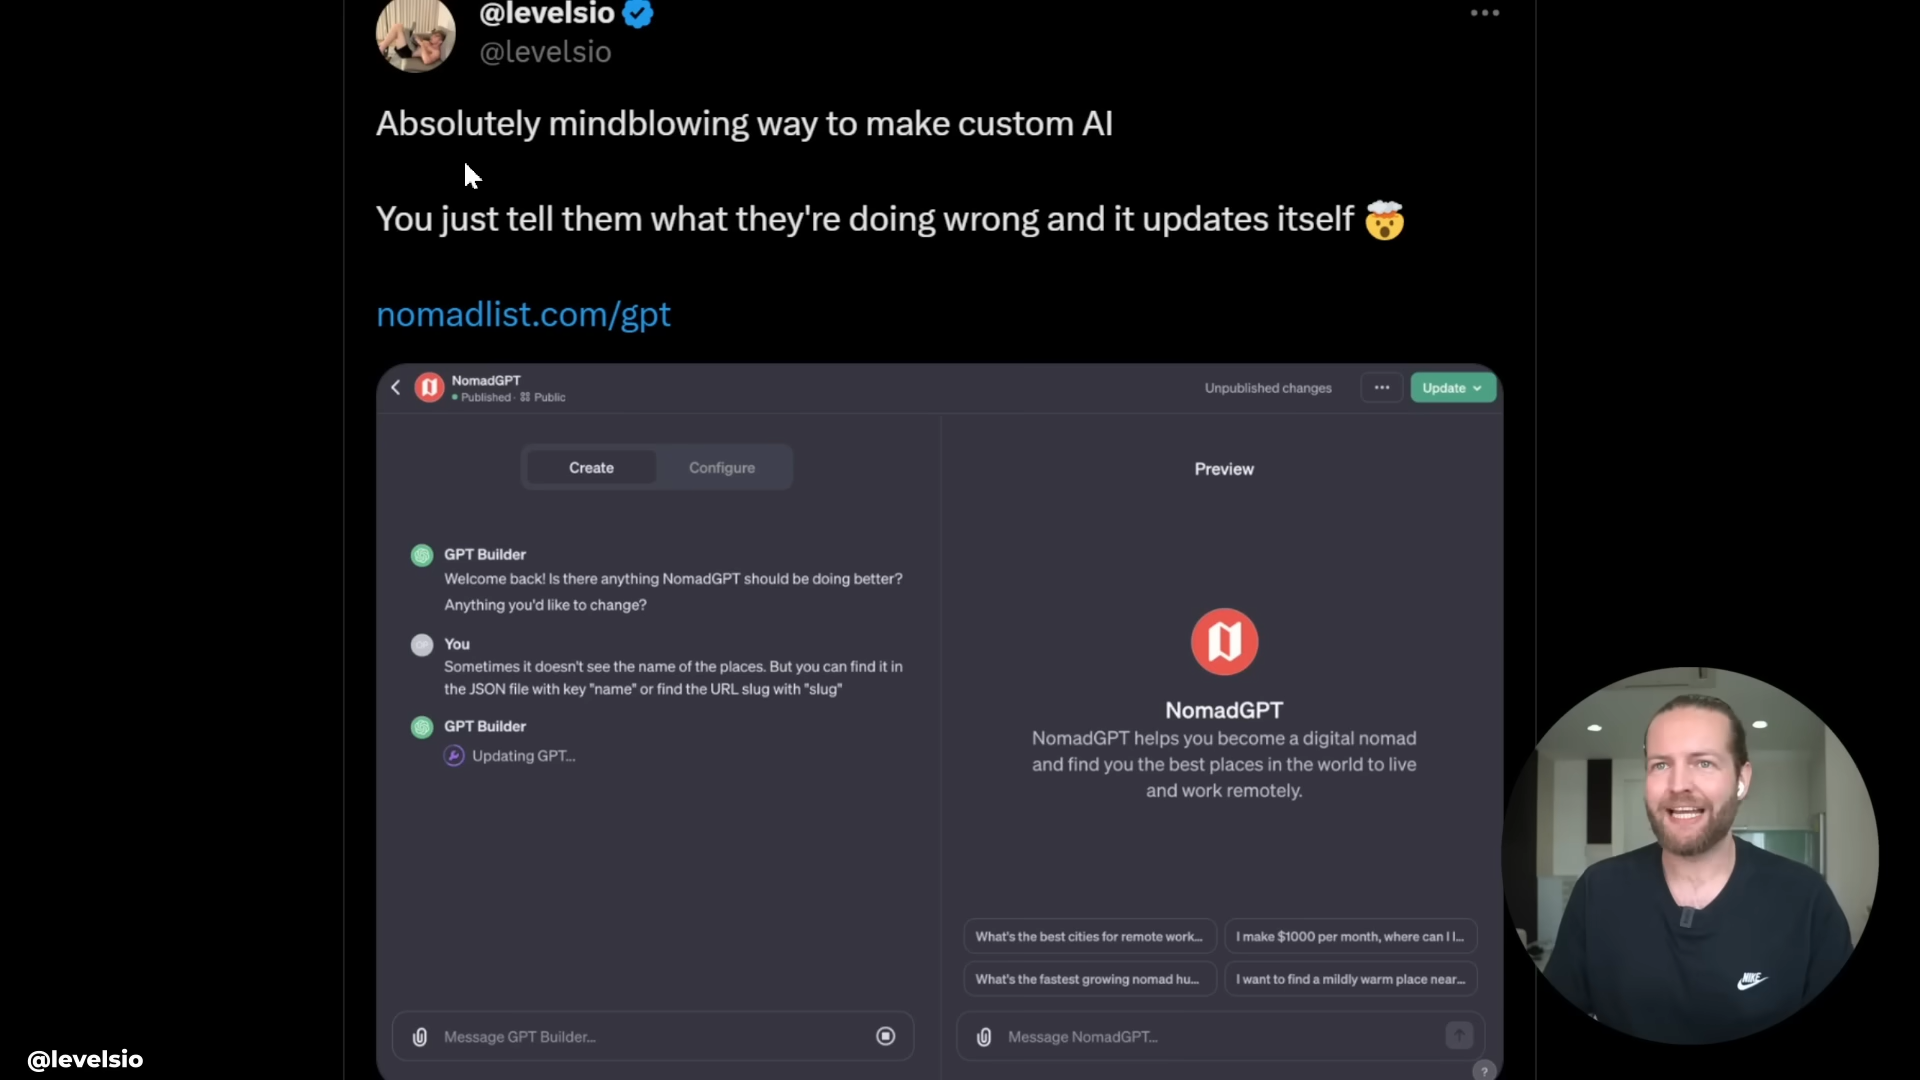 @levelsio
@levelsio
Absolutely mindblowing way to make custom AI
You just tell them what they're doing wrong and it updates itself 🤯
nomadlist.com/gpt
NomadGPT
Published · Public
Unpublished changes
Update
Create
Configure
GPT Builder
Welcome back! Is there anything NomadGPT should be doing better?
Anything you'd like to change?
You
Sometimes it doesn't see the name of the places. But you can find it in
the JSON file with key "name" or find the URL slug with "slug"
GPT Builder
Updating GPT...
Message GPT Builder...
Preview
NomadGPT
NomadGPT helps you become a digital nomad
and find you the best places in the world to live
and work remotely.
What's the best cities for remote work...
I make $1000 per month, where can I l...
What's the fastest growing nomad hu...
I want to find a mildly warm place near...
Message NomadGPT...
?
NIKE
@levelsio